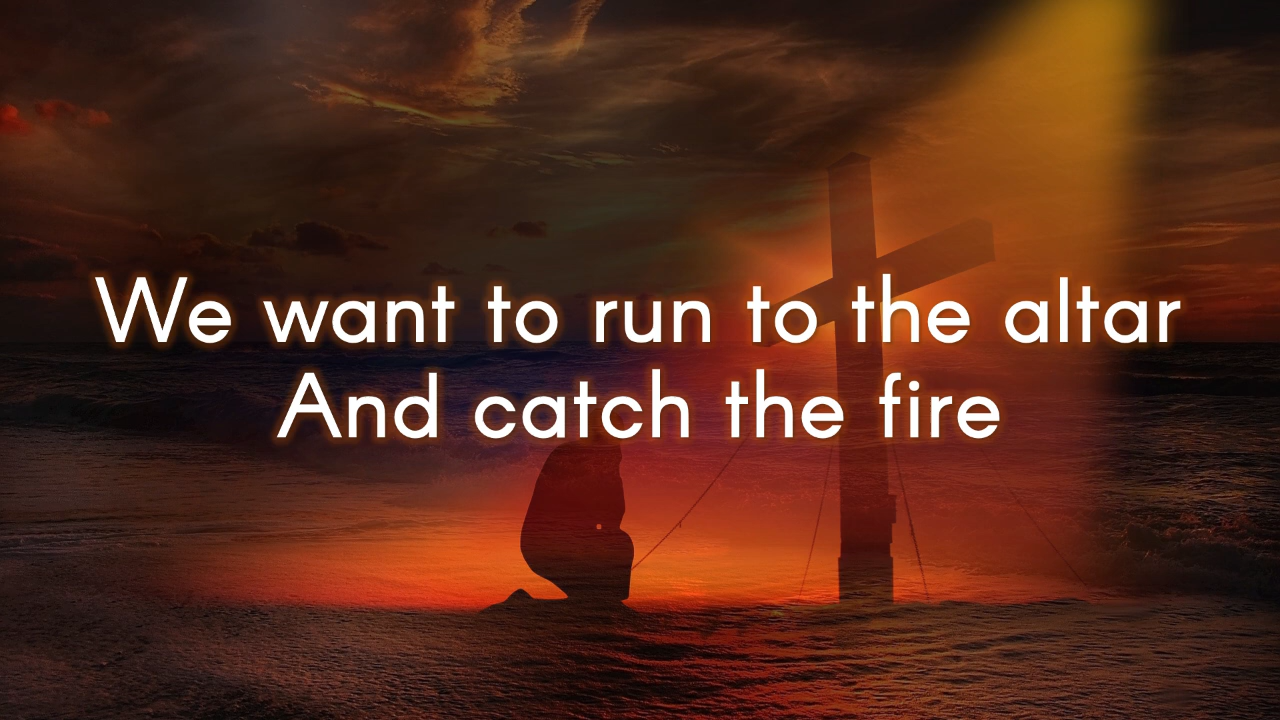 We want to run to the altar
And catch the fire